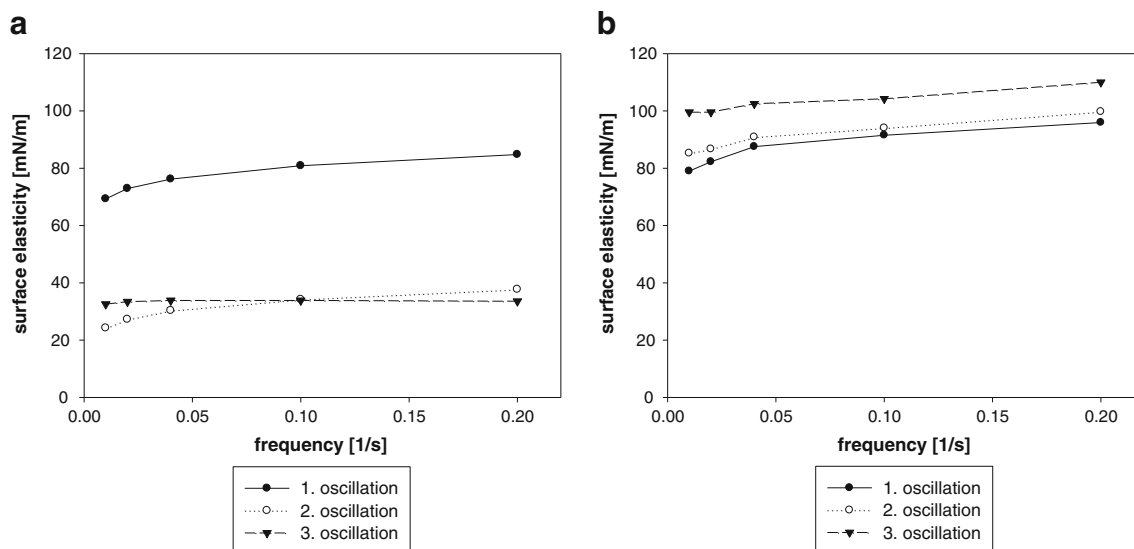 a
120
100
80
60
40
20
0
surface elasticity [mN/m]
0.00 0.05 0.10 0.15 0.20
frequency [1/s]
1. oscillation
2. oscillation
3. oscillation
b
120
100
80
60
40
20
0
surface elasticity [mN/m]
0.00 0.05 0.10 0.15 0.20
frequency [1/s]
1. oscillation
2. oscillation
3. oscillation